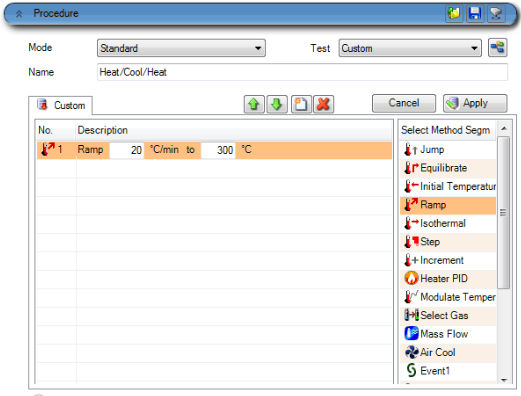 Procedure
Mode Standard Test Custom
Name Heat/Cool/Heat
Custom Cancel Apply
No. Description Select Method Segm
1 Ramp 20 °C/min to 300 °C
Jump
Equilibrate
Initial Temperatur
Ramp
Isothermal
Step
Increment
Heater PID
Modulate Temper
Select Gas
Mass Flow
Air Cool
Event1